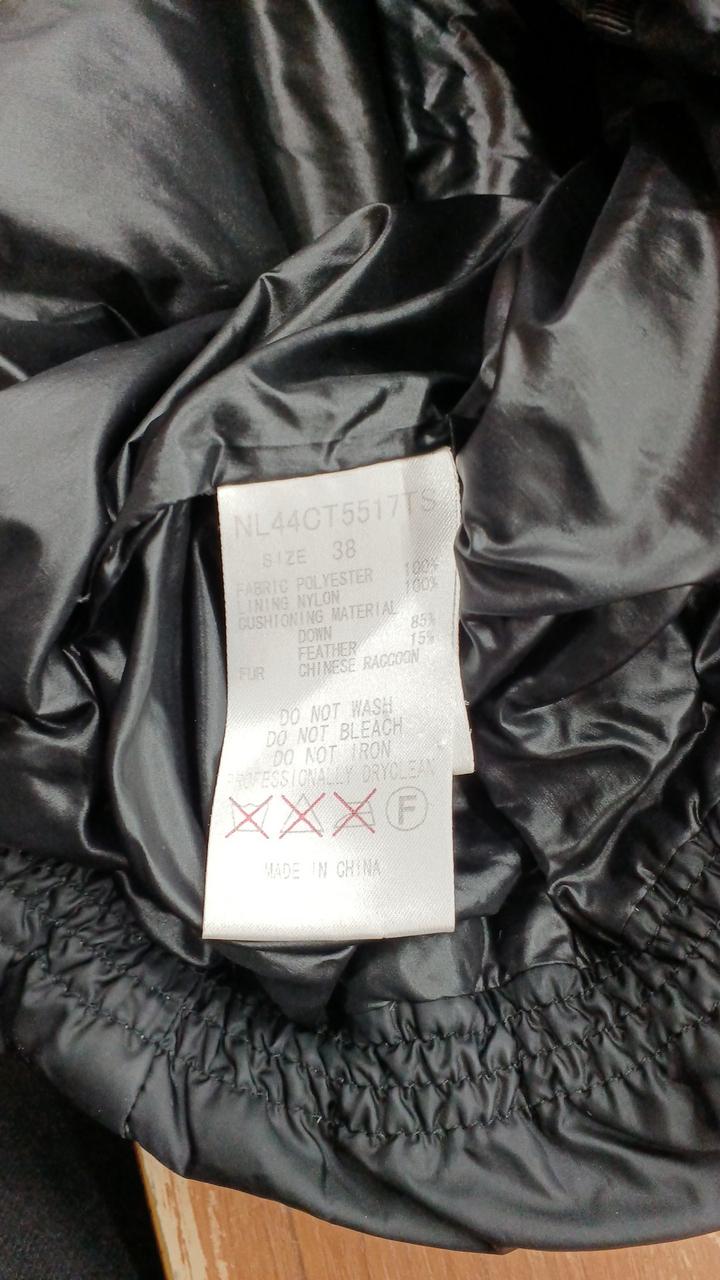 NL44CT5517TS
SIZE 38
FABRIC POLYESTER 100%
LINING NYLON 100%
CUSHIONING MATERIAL
DOWN 85%
FEATHER 15%
FUR CHINESE RACCOON
DO NOT WASH
DO NOT BLEACH
DO NOT IRON
PROFESSIONALLY DRYCLEAN
F
MADE IN CHINA